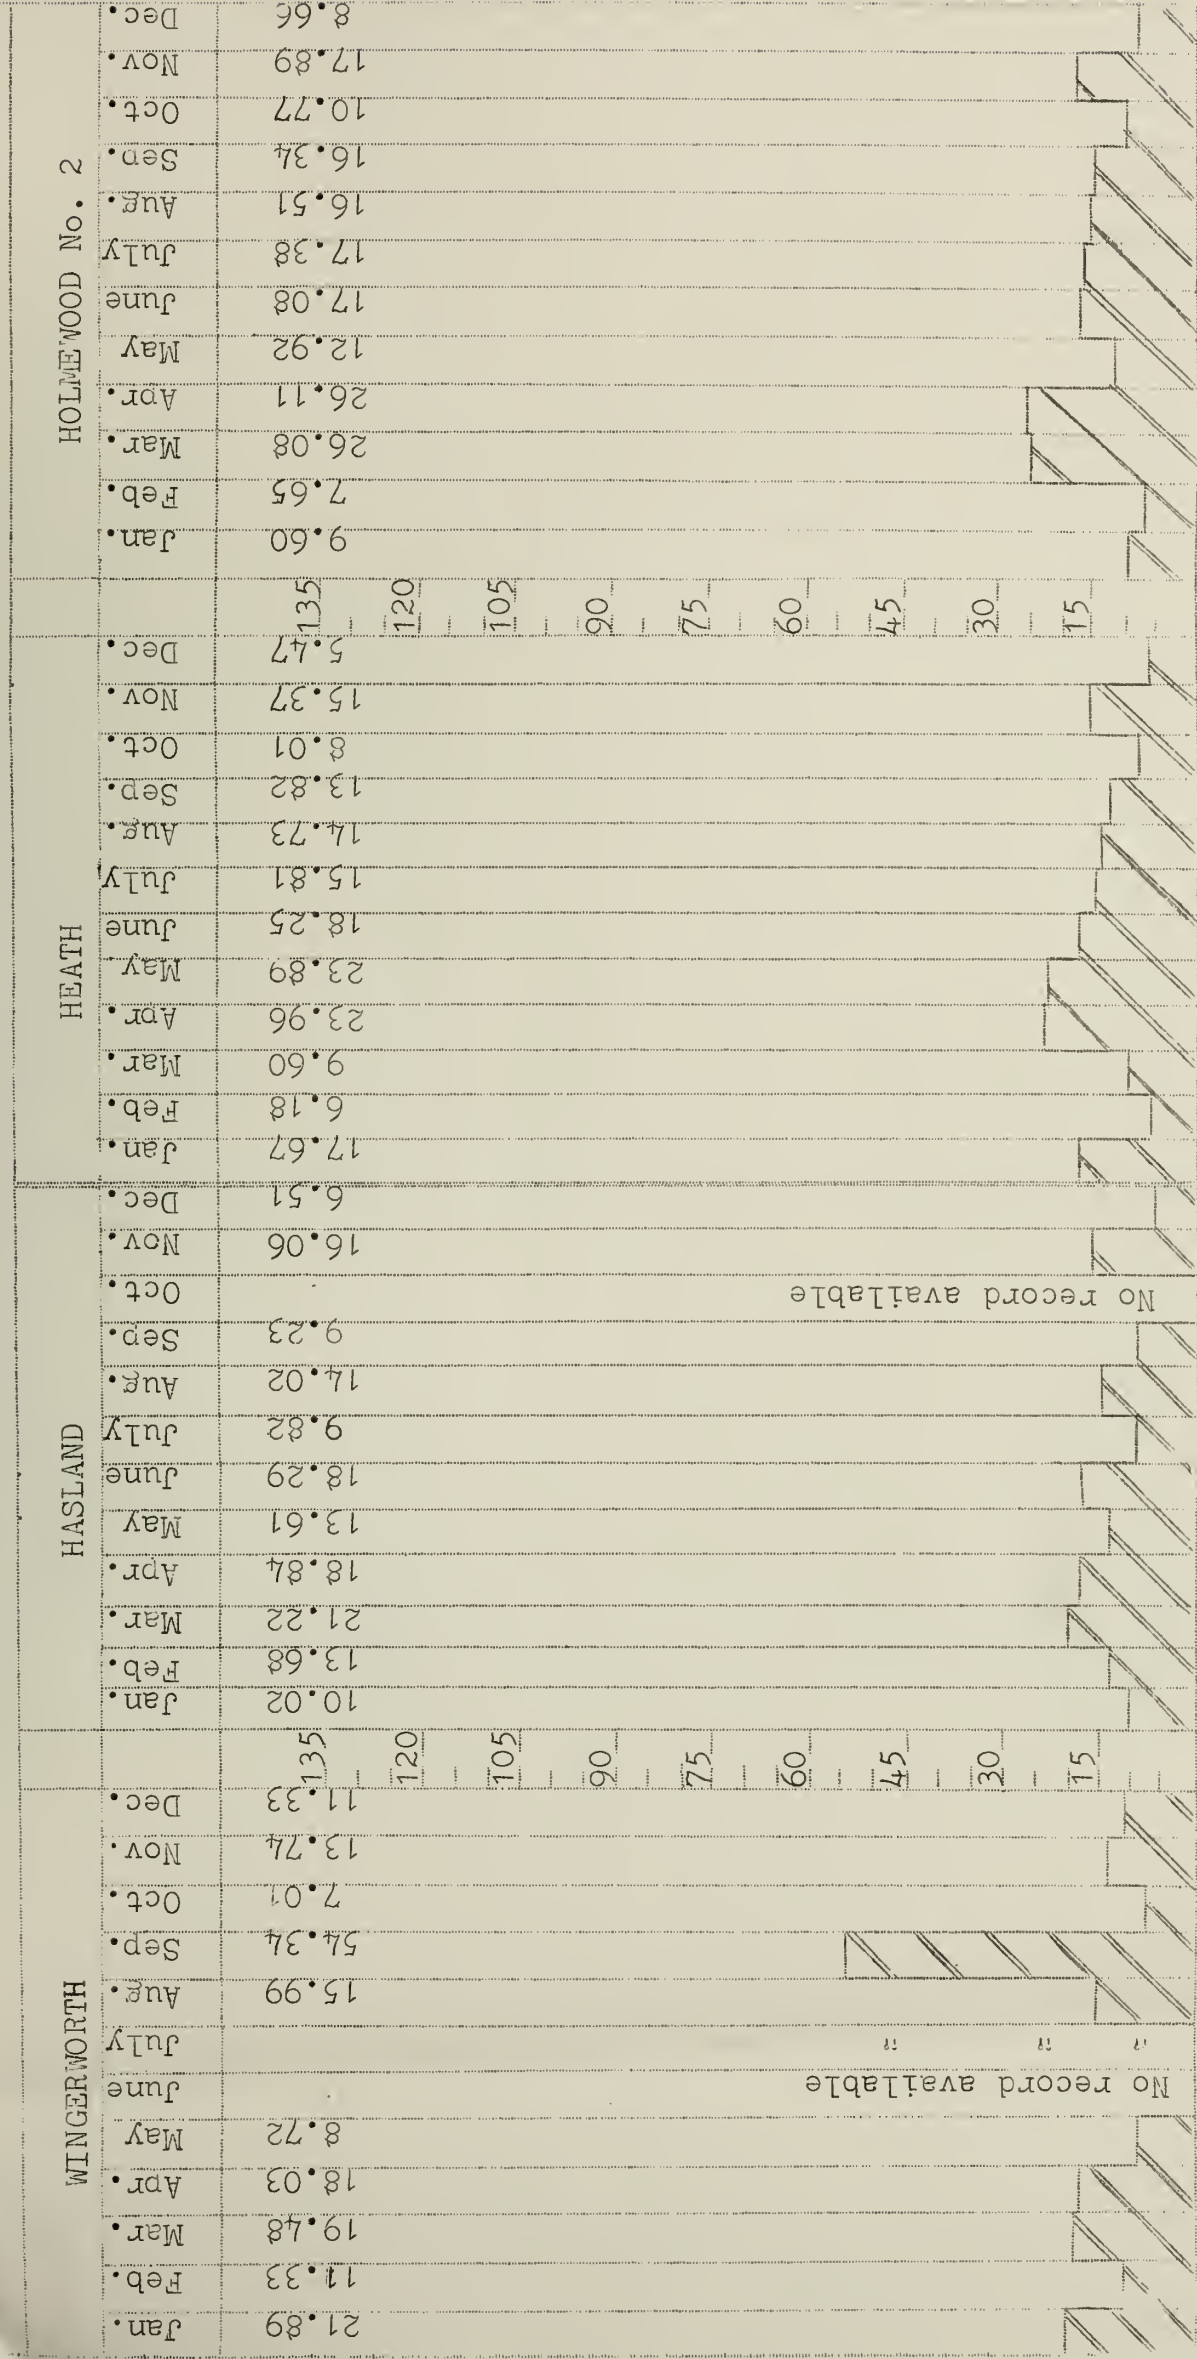 WINGERWORTH
Jan. 21.89
Feb. 11.33
Mar. 19.48
Apr. 18.03
May 8.72
June No record available
July " " "
Aug. 15.99
Sep. 54.34
Oct. 7.01
Nov. 13.74
Dec. 11.33
135 120 105 90 75 60 45 30 15
HASLAND
Jan. 10.02
Feb. 13.68
Mar. 21.22
Apr. 18.84
May 13.61
June 18.29
July 9.82
Aug. 14.02
Sep. 9.23
Oct. No record available
Nov. 16.06
Dec. 6.51
HEATH
Jan. 17.67
Feb. 6.18
Mar. 9.60
Apr. 23.96
May 23.89
June 18.25
July 15.81
Aug. 14.73
Sep. 13.82
Oct. 8.01
Nov. 15.37
Dec. 5.47
135 120 105 90 75 60 45 30 15
HOLMEWOOD No. 2
Jan. 9.60
Feb. 7.65
Mar. 26.08
Apr. 26.11
May 12.92
June 17.08
July 17.38
Aug. 16.51
Sep. 16.34
Oct. 10.77
Nov. 17.89
Dec. 8.66